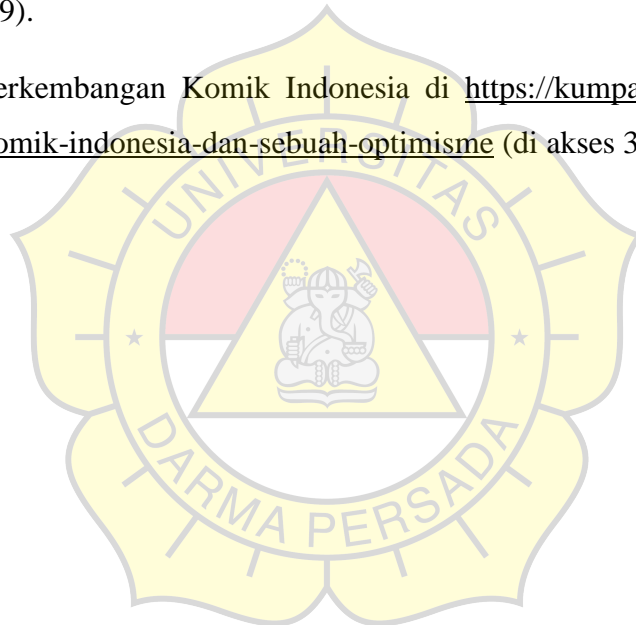 9).
erkembangan Komik Indonesia di https://kumpa
omik-indonesia-dan-sebuah-optimisme (di akses 3
UNIVERSITAS
DARMA PERSADA